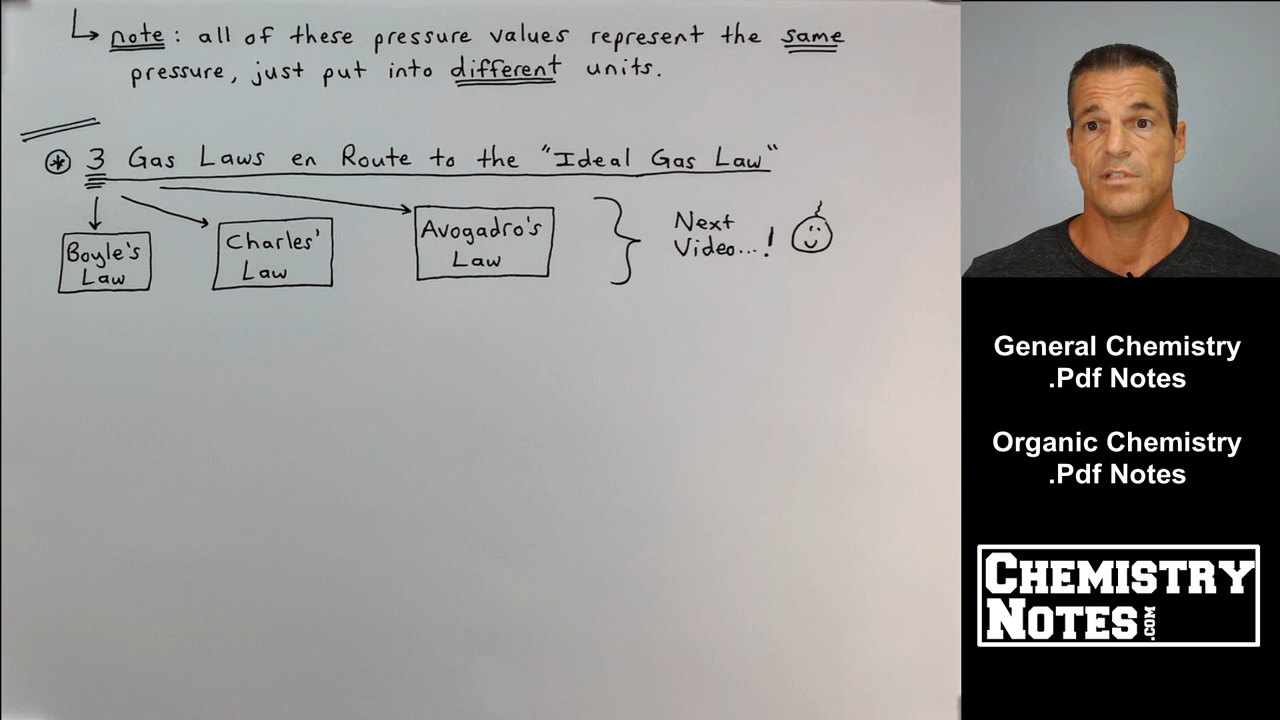 note: all of these pressure values represent the same
pressure, just put into different units.
3 Gas Laws en Route to the "Ideal Gas Law"
Boyle's
Law
Charles'
Law
Avogadro's
Law
Next
Video...!
General Chemistry
.Pdf Notes
Organic Chemistry
.Pdf Notes
CHEMISTRY
NOTES.COM